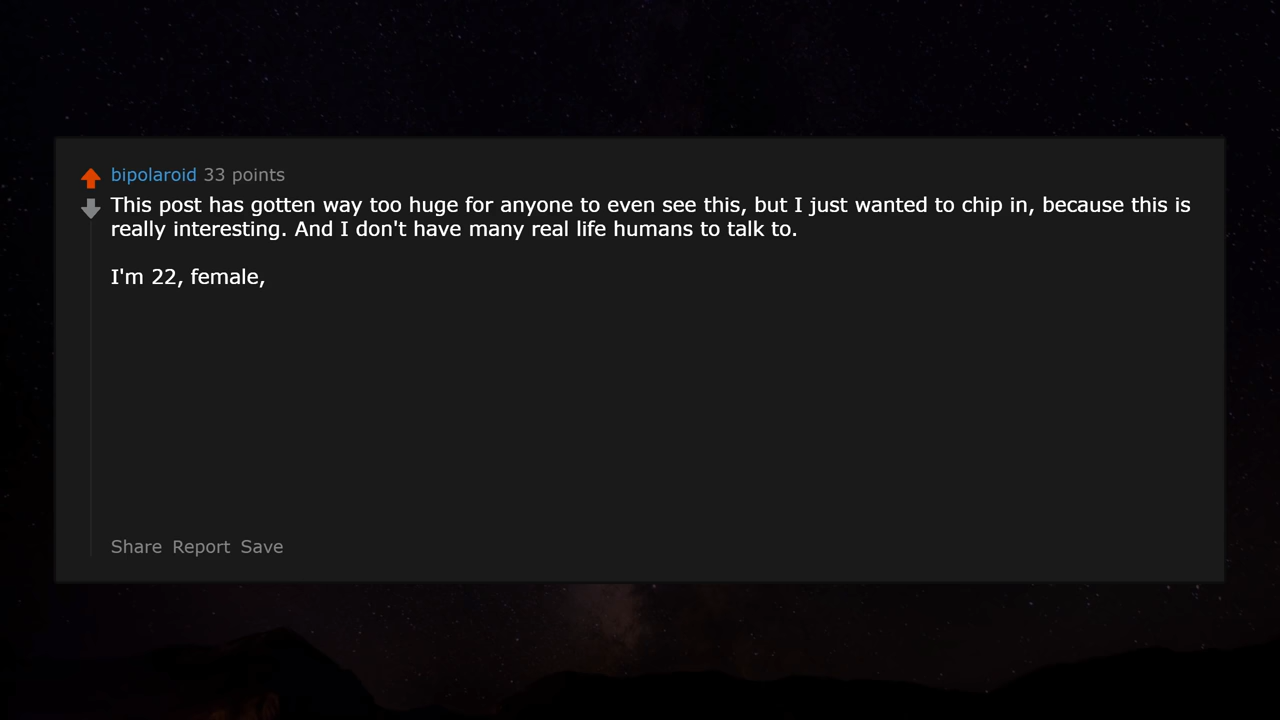 bipolaroid 33 points
This post has gotten way too huge for anyone to even see this, but I just wanted to chip in, because this is
really interesting. And I don't have many real life humans to talk to.
I'm 22, female,
Share Report Save